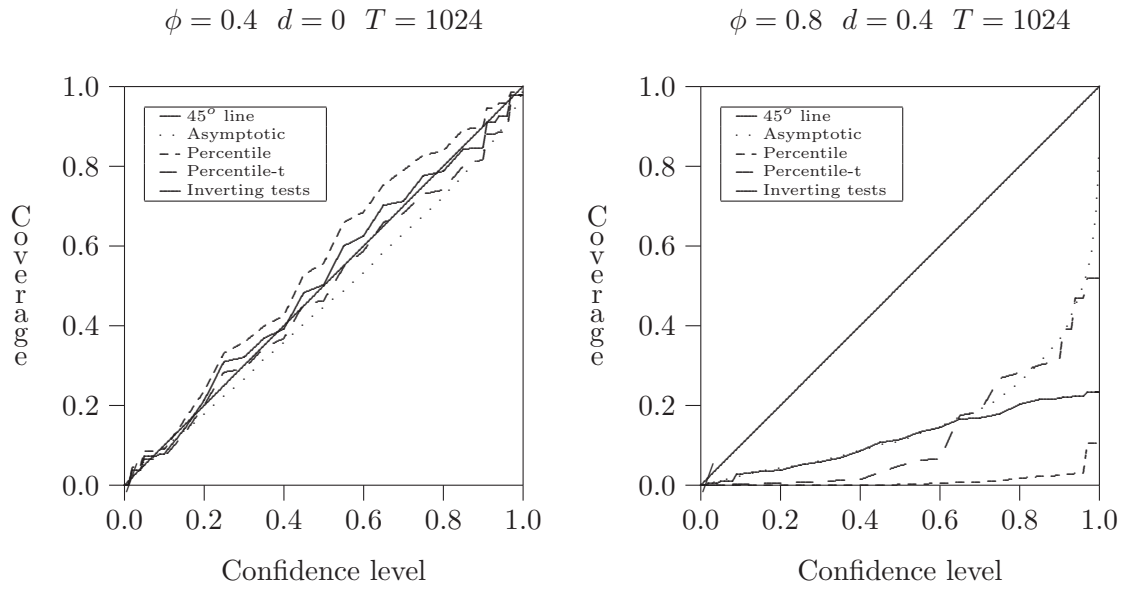 ϕ = 0.4 d = 0 T = 1024
1.0
0.8
0.6
0.4
0.2
0.0
0.0 0.2 0.4 0.6 0.8 1.0
Coverage
Confidence level
45° line
Asymptotic
Percentile
Percentile-t
Inverting tests
ϕ = 0.8 d = 0.4 T = 1024
1.0
0.8
0.6
0.4
0.2
0.0
0.0 0.2 0.4 0.6 0.8 1.0
Coverage
Confidence level
45° line
Asymptotic
Percentile
Percentile-t
Inverting tests